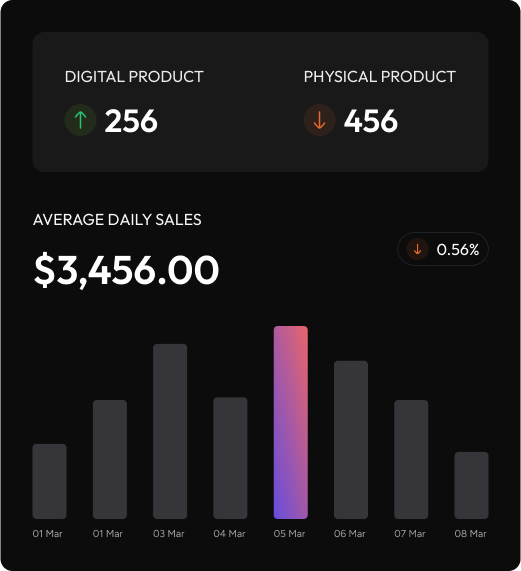 DIGITAL PRODUCT
PHYSICAL PRODUCT
256
456
AVERAGE DAILY SALES
$3,456.00
0.56%
01 Mar 01 Mar 03 Mar 04 Mar 05 Mar 06 Mar 07 Mar 08 Mar